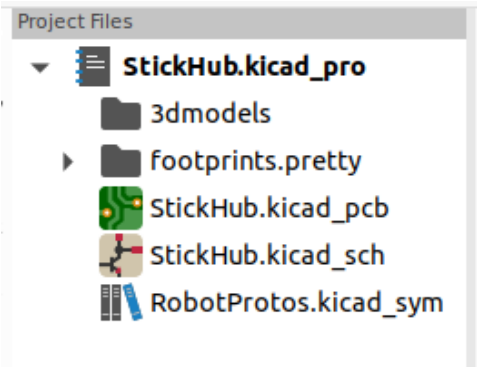 Project Files
StickHub.kicad_pro
3dmodels
footprints.pretty
StickHub.kicad_pcb
StickHub.kicad_sch
RobotProtos.kicad_sym